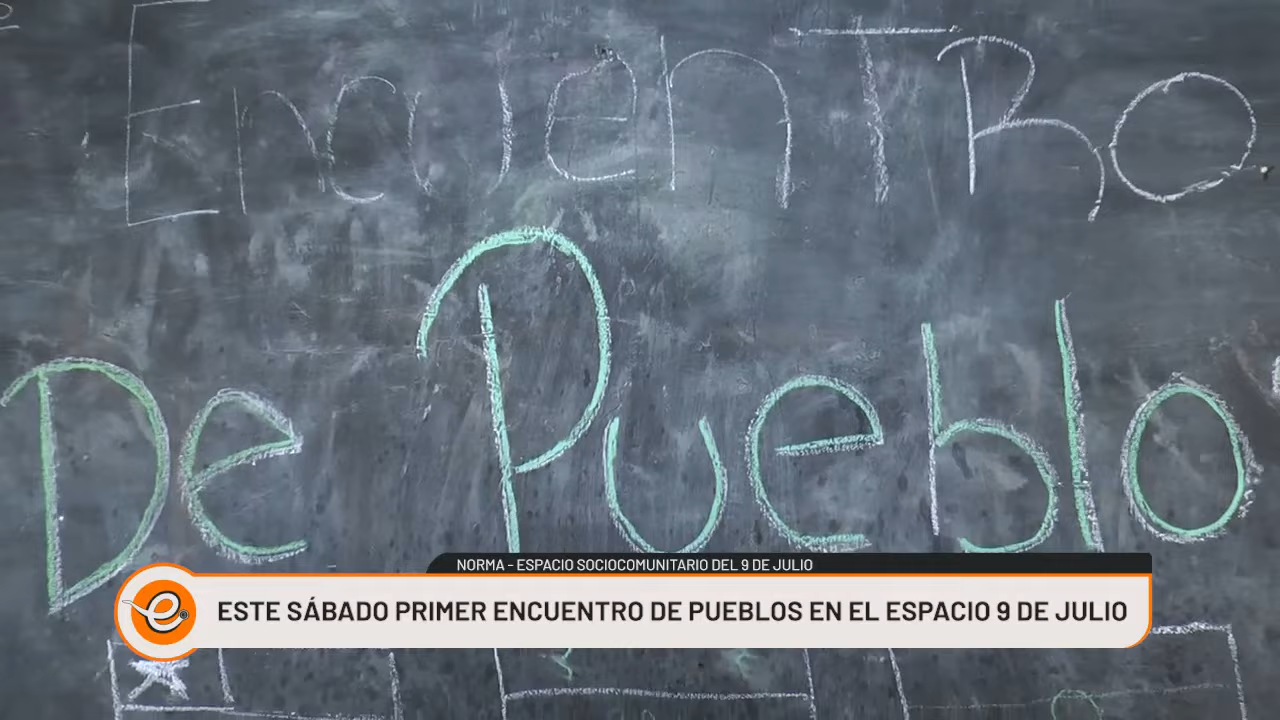 EncuenTRO
De Pueblo
NORMA - ESPACIO SOCIOCOMUNITARIO DEL 9 DE JULIO
ESTE SÁBADO PRIMER ENCUENTRO DE PUEBLOS EN EL ESPACIO 9 DE JULIO